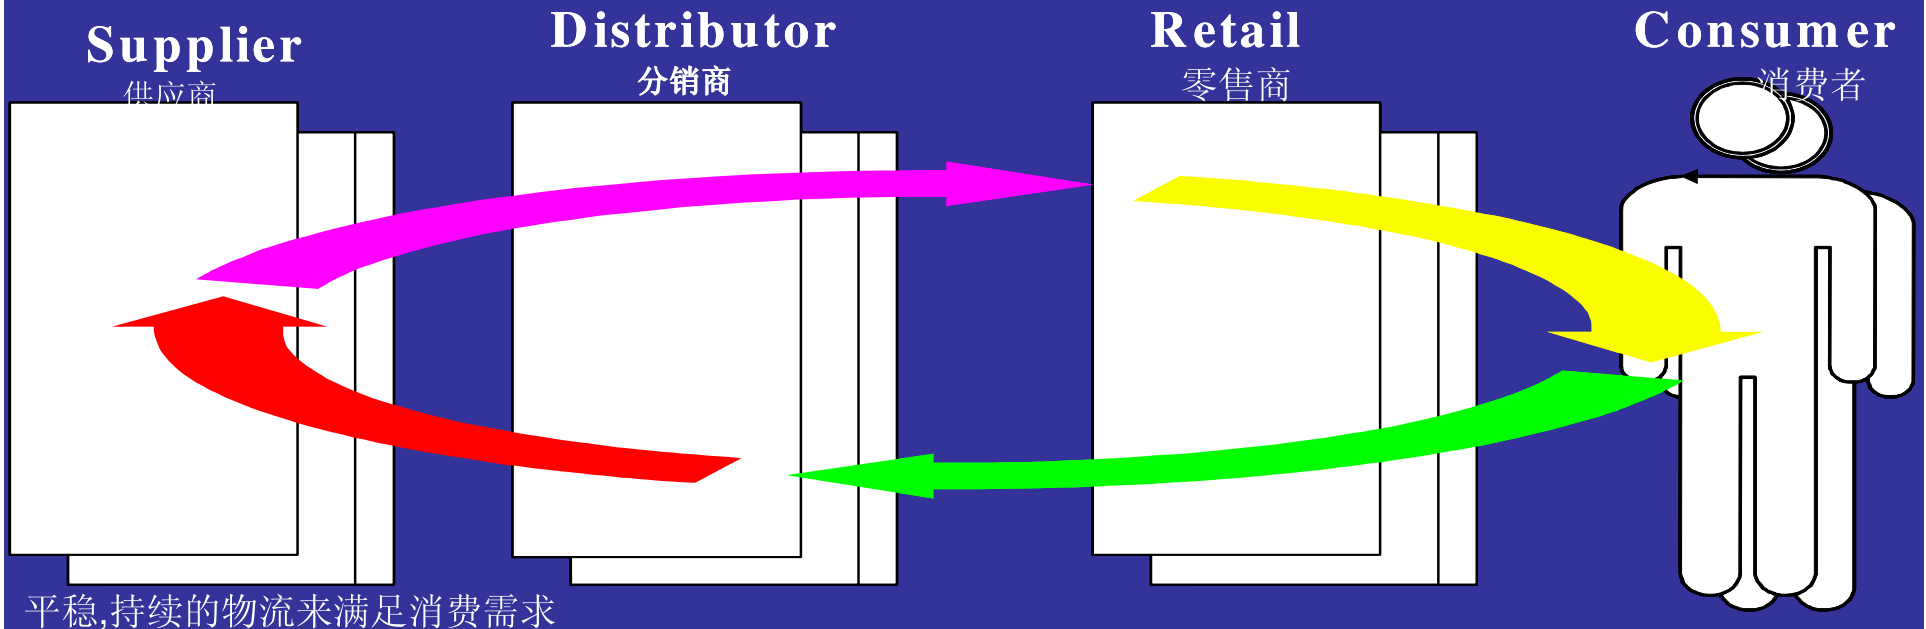 Supplier
供应商
Distributor
分销商
Retail
零售商
Consumer
消费者
平稳,持续的物流来满足消费需求